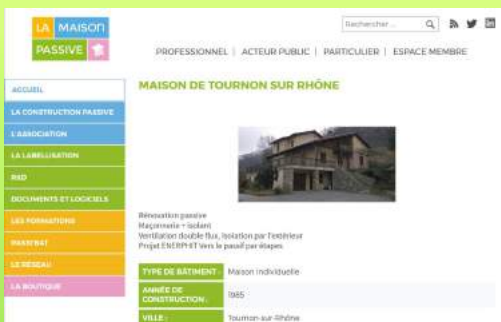 LA MAISON
PASSIVE
Rechercher ...
PROFESSIONNEL | ACTEUR PUBLIC | PARTICULIER | ESPACE MEMBRE
ACCUEIL
LA CONSTRUCTION PASSIVE
L'ASSOCIATION
LA LABELLISATION
R&D
DOCUMENTS ET LOGICIELS
LES FORMATIONS
PASSI'BAT
LE RÉSEAU
LA BOUTIQUE
MAISON DE TOURNON SUR RHÔNE
Rénovation passive
Maçonnerie + isolant
Ventilation double flux, Isolation par l'extérieur
Projet ENERPHIT Vers le passif par étapes
TYPE DE BÂTIMENT : Maison individuelle
ANNÉE DE CONSTRUCTION : 1985
VILLE : Tournon-sur-Rhône